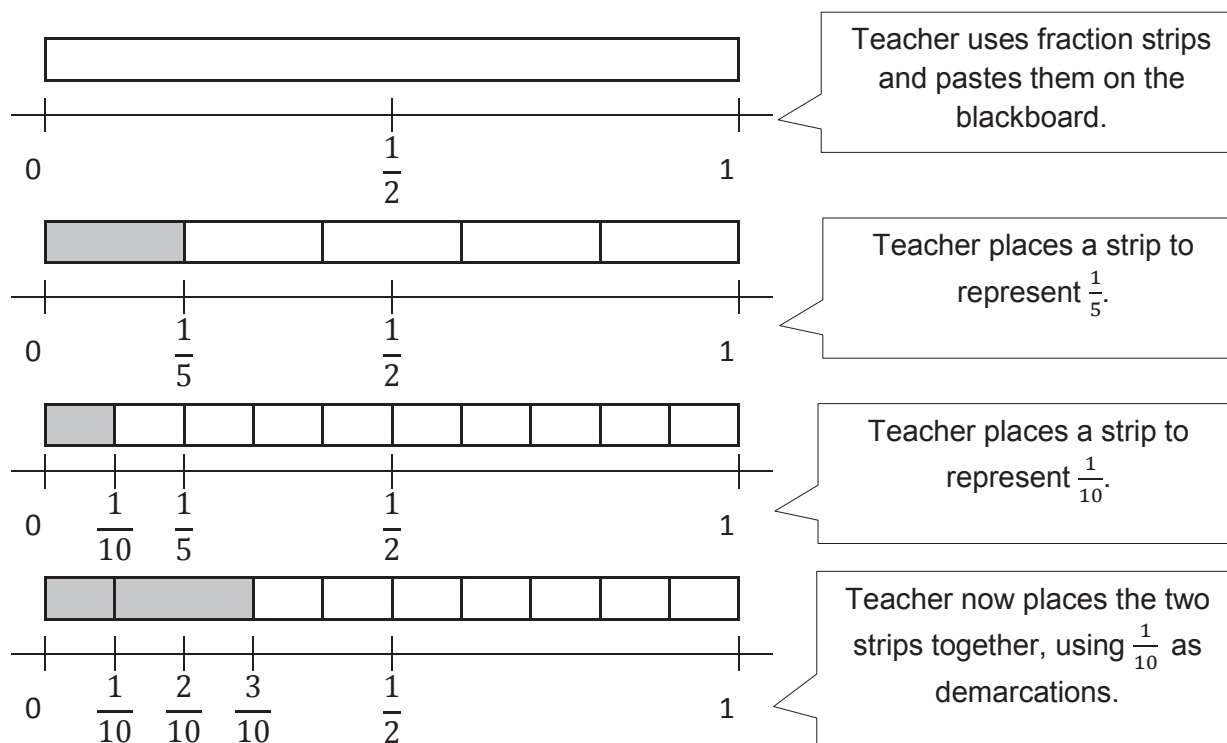 Teacher uses fraction strips
and pastes them on the
blackboard.
0 1/2 1
Teacher places a strip to
represent 1/5.
0 1/5 1/2 1
Teacher places a strip to
represent 1/10.
0 1/10 1/5 1/2 1
Teacher now places the two
strips together, using 1/10 as
demarcations.
0 1/10 2/10 3/10 1/2 1